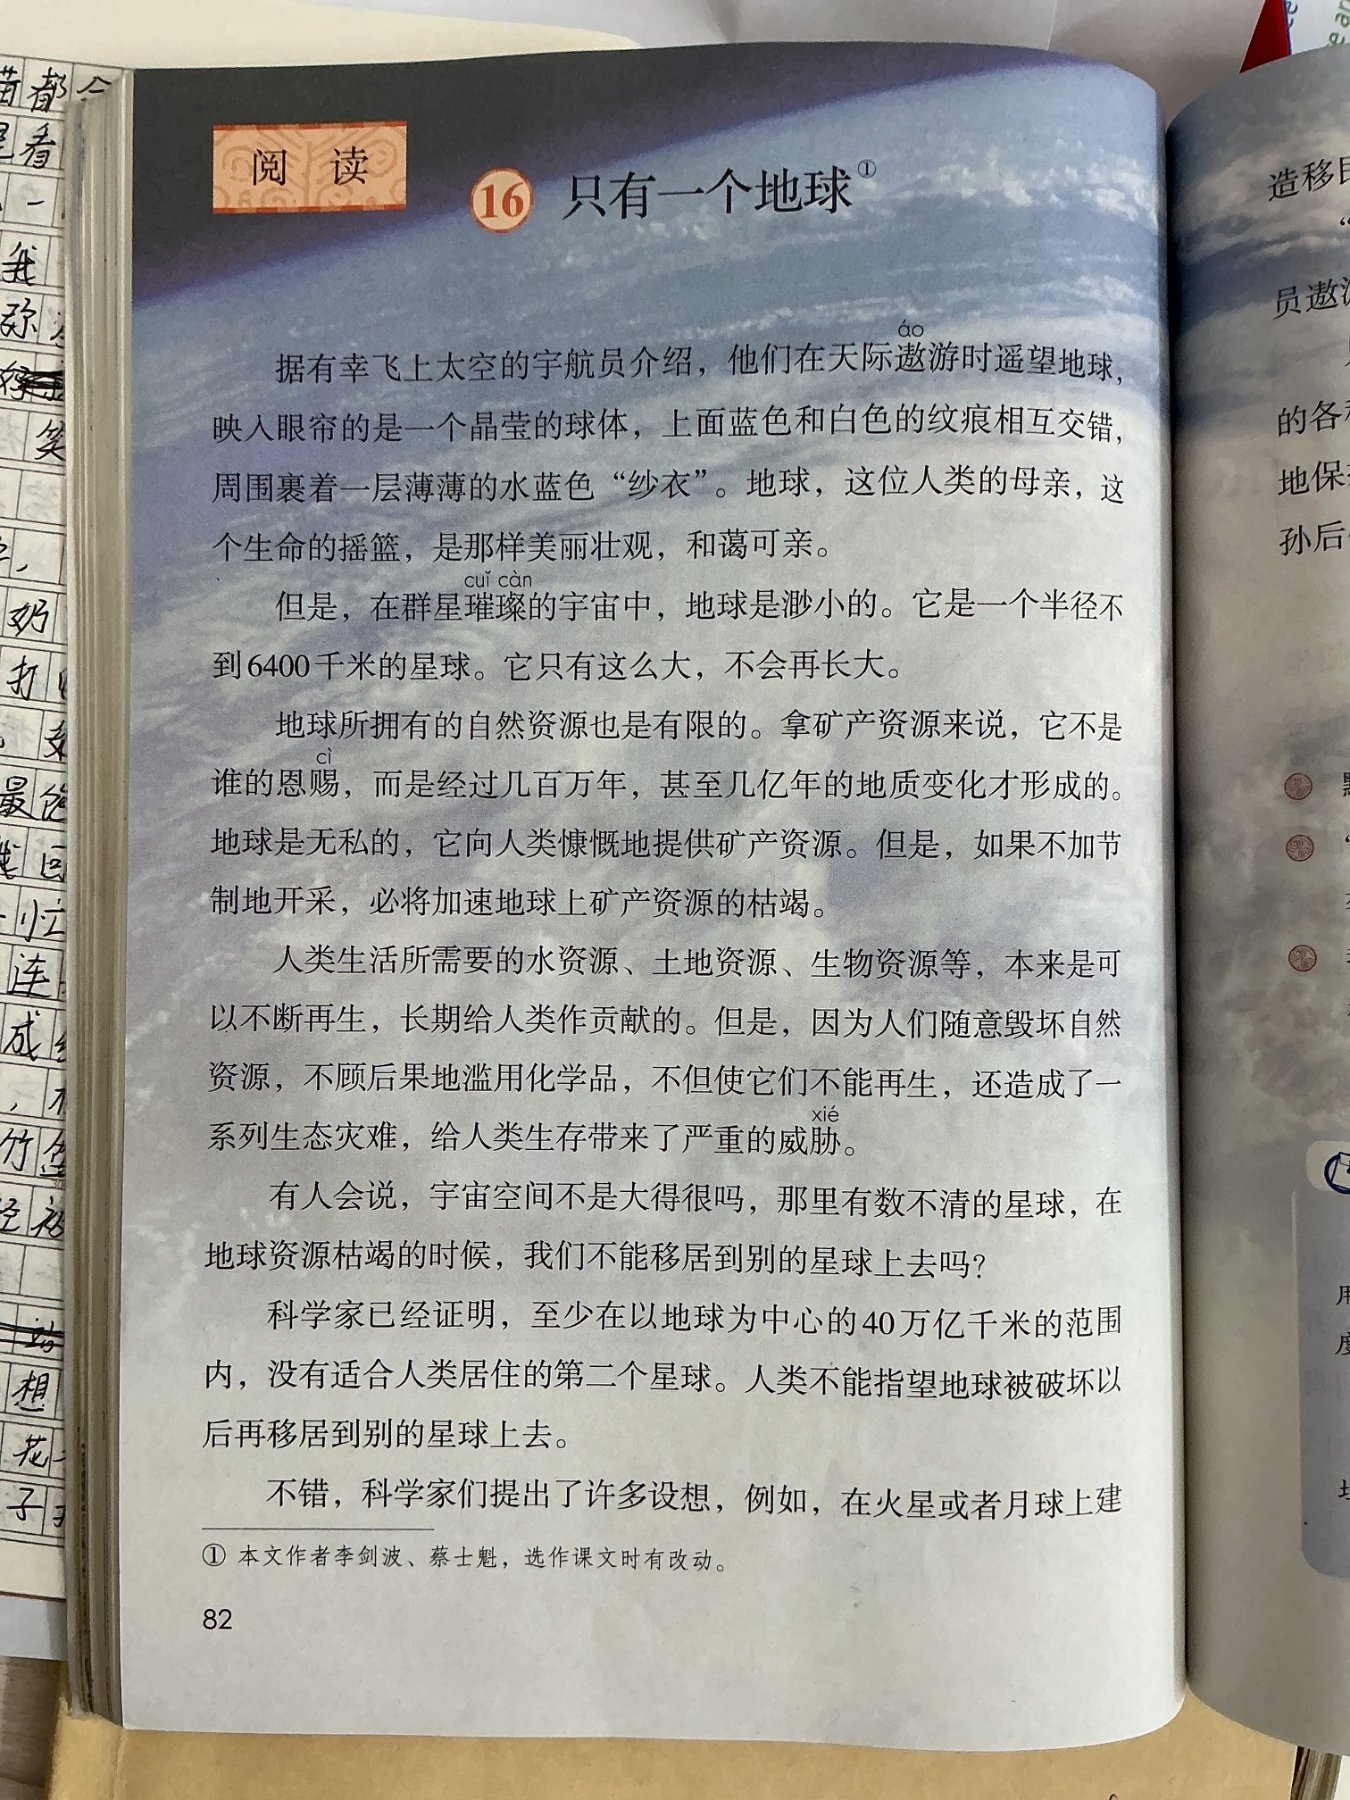 阅 读
16 只有一个地球①
áo
据有幸飞上太空的宇航员介绍，他们在天际遨游时遥望地球，
映入眼帘的是一个晶莹的球体，上面蓝色和白色的纹痕相互交错，
周围裹着一层薄薄的水蓝色“纱衣”。地球，这位人类的母亲，这
个生命的摇篮，是那样美丽壮观，和蔼可亲。
cuǐ càn
但是，在群星璀璨的宇宙中，地球是渺小的。它是一个半径不
到6400千米的星球。它只有这么大，不会再长大。
地球所拥有的自然资源也是有限的。拿矿产资源来说，它不是
cì
谁的恩赐，而是经过几百万年，甚至几亿年的地质变化才形成的。
地球是无私的，它向人类慷慨地提供矿产资源。但是，如果不加节
制地开采，必将加速地球上矿产资源的枯竭。
人类生活所需要的水资源、土地资源、生物资源等，本来是可
以不断再生，长期给人类作贡献的。但是，因为人们随意毁坏自然
资源，不顾后果地滥用化学品，不但使它们不能再生，还造成了一
xié
系列生态灾难，给人类生存带来了严重的威胁。
有人会说，宇宙空间不是大得很吗，那里有数不清的星球，在
地球资源枯竭的时候，我们不能移居到别的星球上去吗？
科学家已经证明，至少在以地球为中心的40万亿千米的范围
内，没有适合人类居住的第二个星球。人类不能指望地球被破坏以
后再移居到别的星球上去。
不错，科学家们提出了许多设想，例如，在火星或者月球上建
① 本文作者李剑波、蔡士魁，选作课文时有改动。
82
造移民
员遨游
的各种
地保
孙后
都
看
一
我
弥
笑
奶
打
最
回
忙
连
成
竹
经 被
想
花
子